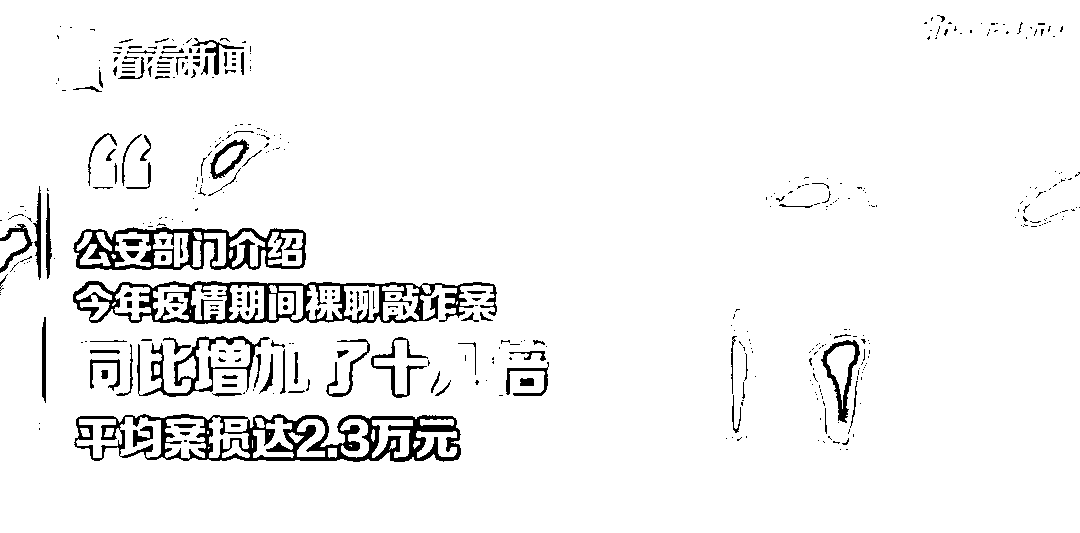 看看新闻
公安部门介绍
今年疫情期间裸聊敲诈案
同比增加了十八倍
平均案损达2.3万元